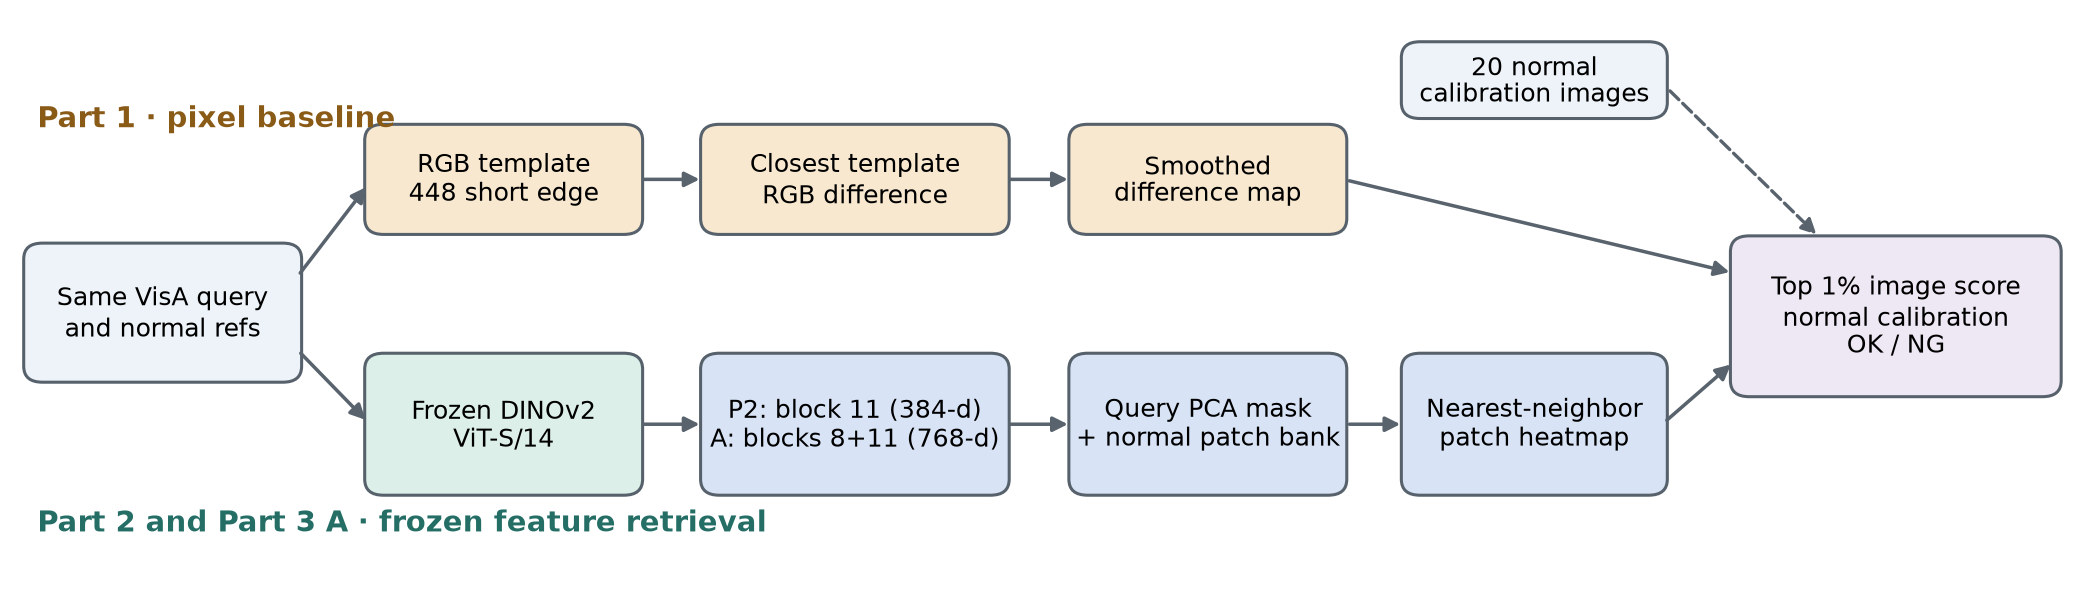 20 normal
calibration images
Part 1 · pixel baseline
RGB template
448 short edge
Closest template
RGB difference
Smoothed
difference map
Same VisA query
and normal refs
Top 1% image score
normal calibration
OK / NG
Frozen DINOv2
ViT-S/14
P2: block 11 (384-d)
A: blocks 8+11 (768-d)
Query PCA mask
+ normal patch bank
Nearest-neighbor
patch heatmap
Part 2 and Part 3 A · frozen feature retrieval